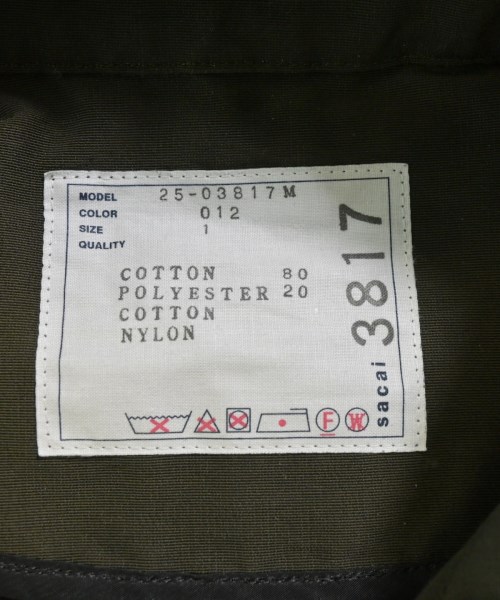 MODEL 25-03817M
COLOR 012
SIZE 1
QUALITY
COTTON 80
POLYESTER 20
COTTON
NYLON
F W
sacai 3817